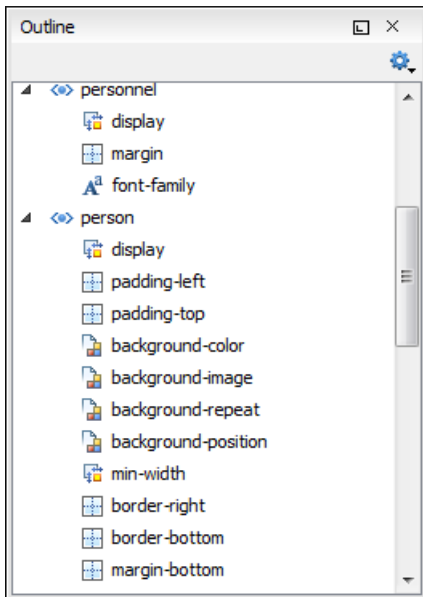 Outline
personnel
display
margin
font-family
person
display
padding-left
padding-top
background-color
background-image
background-repeat
background-position
min-width
border-right
border-bottom
margin-bottom